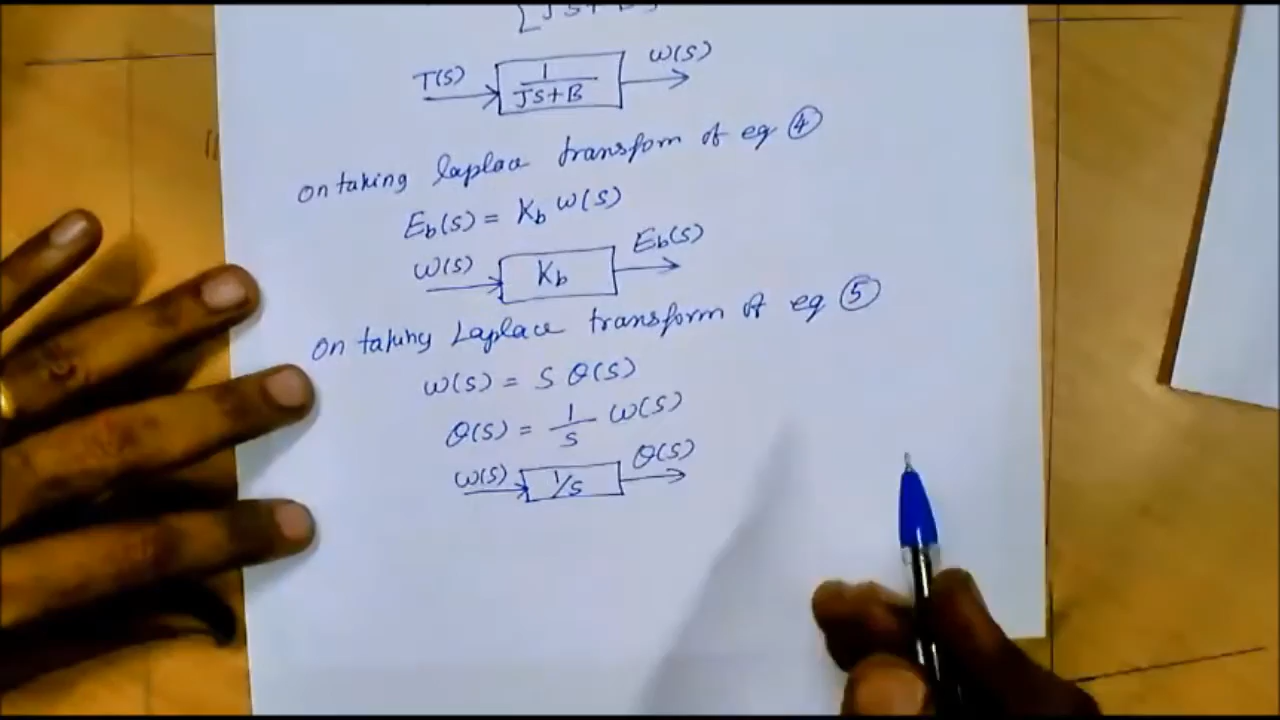 T(s) 1/(Js+B) ω(s)
on taking laplace transfom of eq ④
Eb(s) = Kb ω(s)
ω(s) Kb Eb(s)
on taking Laplace transform of eq ⑤
ω(s) = S θ(s)
θ(s) = 1/s ω(s)
ω(s) 1/s θ(s)